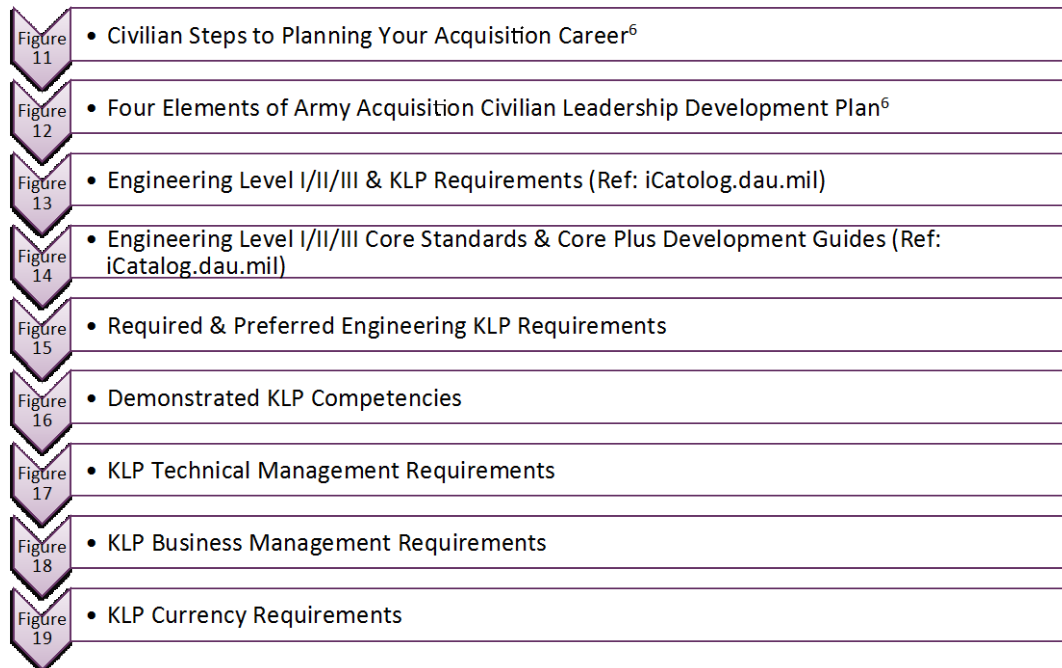 Figure
11
• Civilian Steps to Planning Your Acquisition Career⁶
Figure
12
• Four Elements of Army Acquisition Civilian Leadership Development Plan⁶
Figure
13
• Engineering Level I/II/III & KLP Requirements (Ref: iCatolog.dau.mil)
Figure
14
• Engineering Level I/II/III Core Standards & Core Plus Development Guides (Ref:
iCatalog.dau.mil)
Figure
15
• Required & Preferred Engineering KLP Requirements
Figure
16
• Demonstrated KLP Competencies
Figure
17
• KLP Technical Management Requirements
Figure
18
• KLP Business Management Requirements
Figure
19
• KLP Currency Requirements